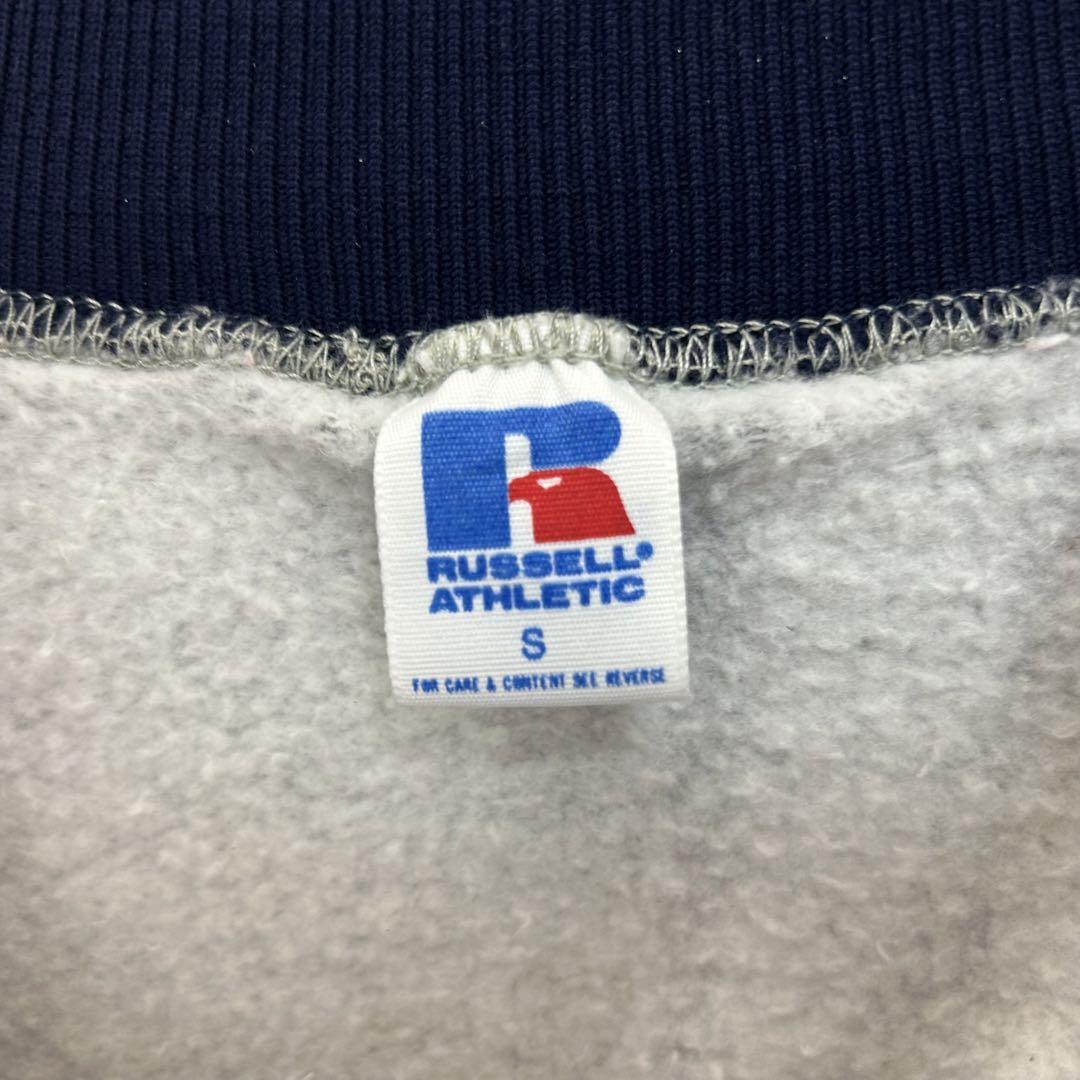 R
RUSSELL®
ATHLETIC
S
FOR CARE & CONTENT SEE REVERSE